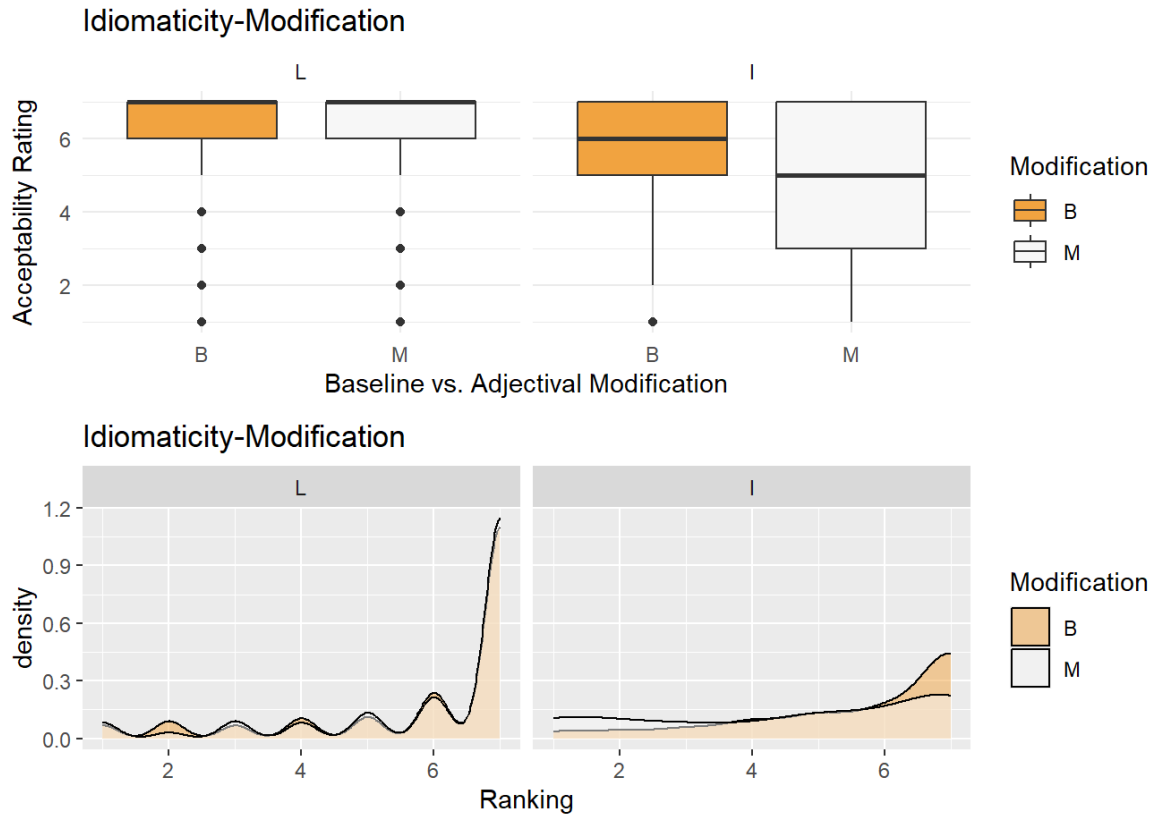 Idiomaticity-Modification
L I
Acceptability Rating
6
4
2
B M B M
Baseline vs. Adjectival Modification
Modification
B
M
Idiomaticity-Modification
L I
density
1.2
0.9
0.6
0.3
0.0
2 4 6 2 4 6
Ranking
Modification
B
M